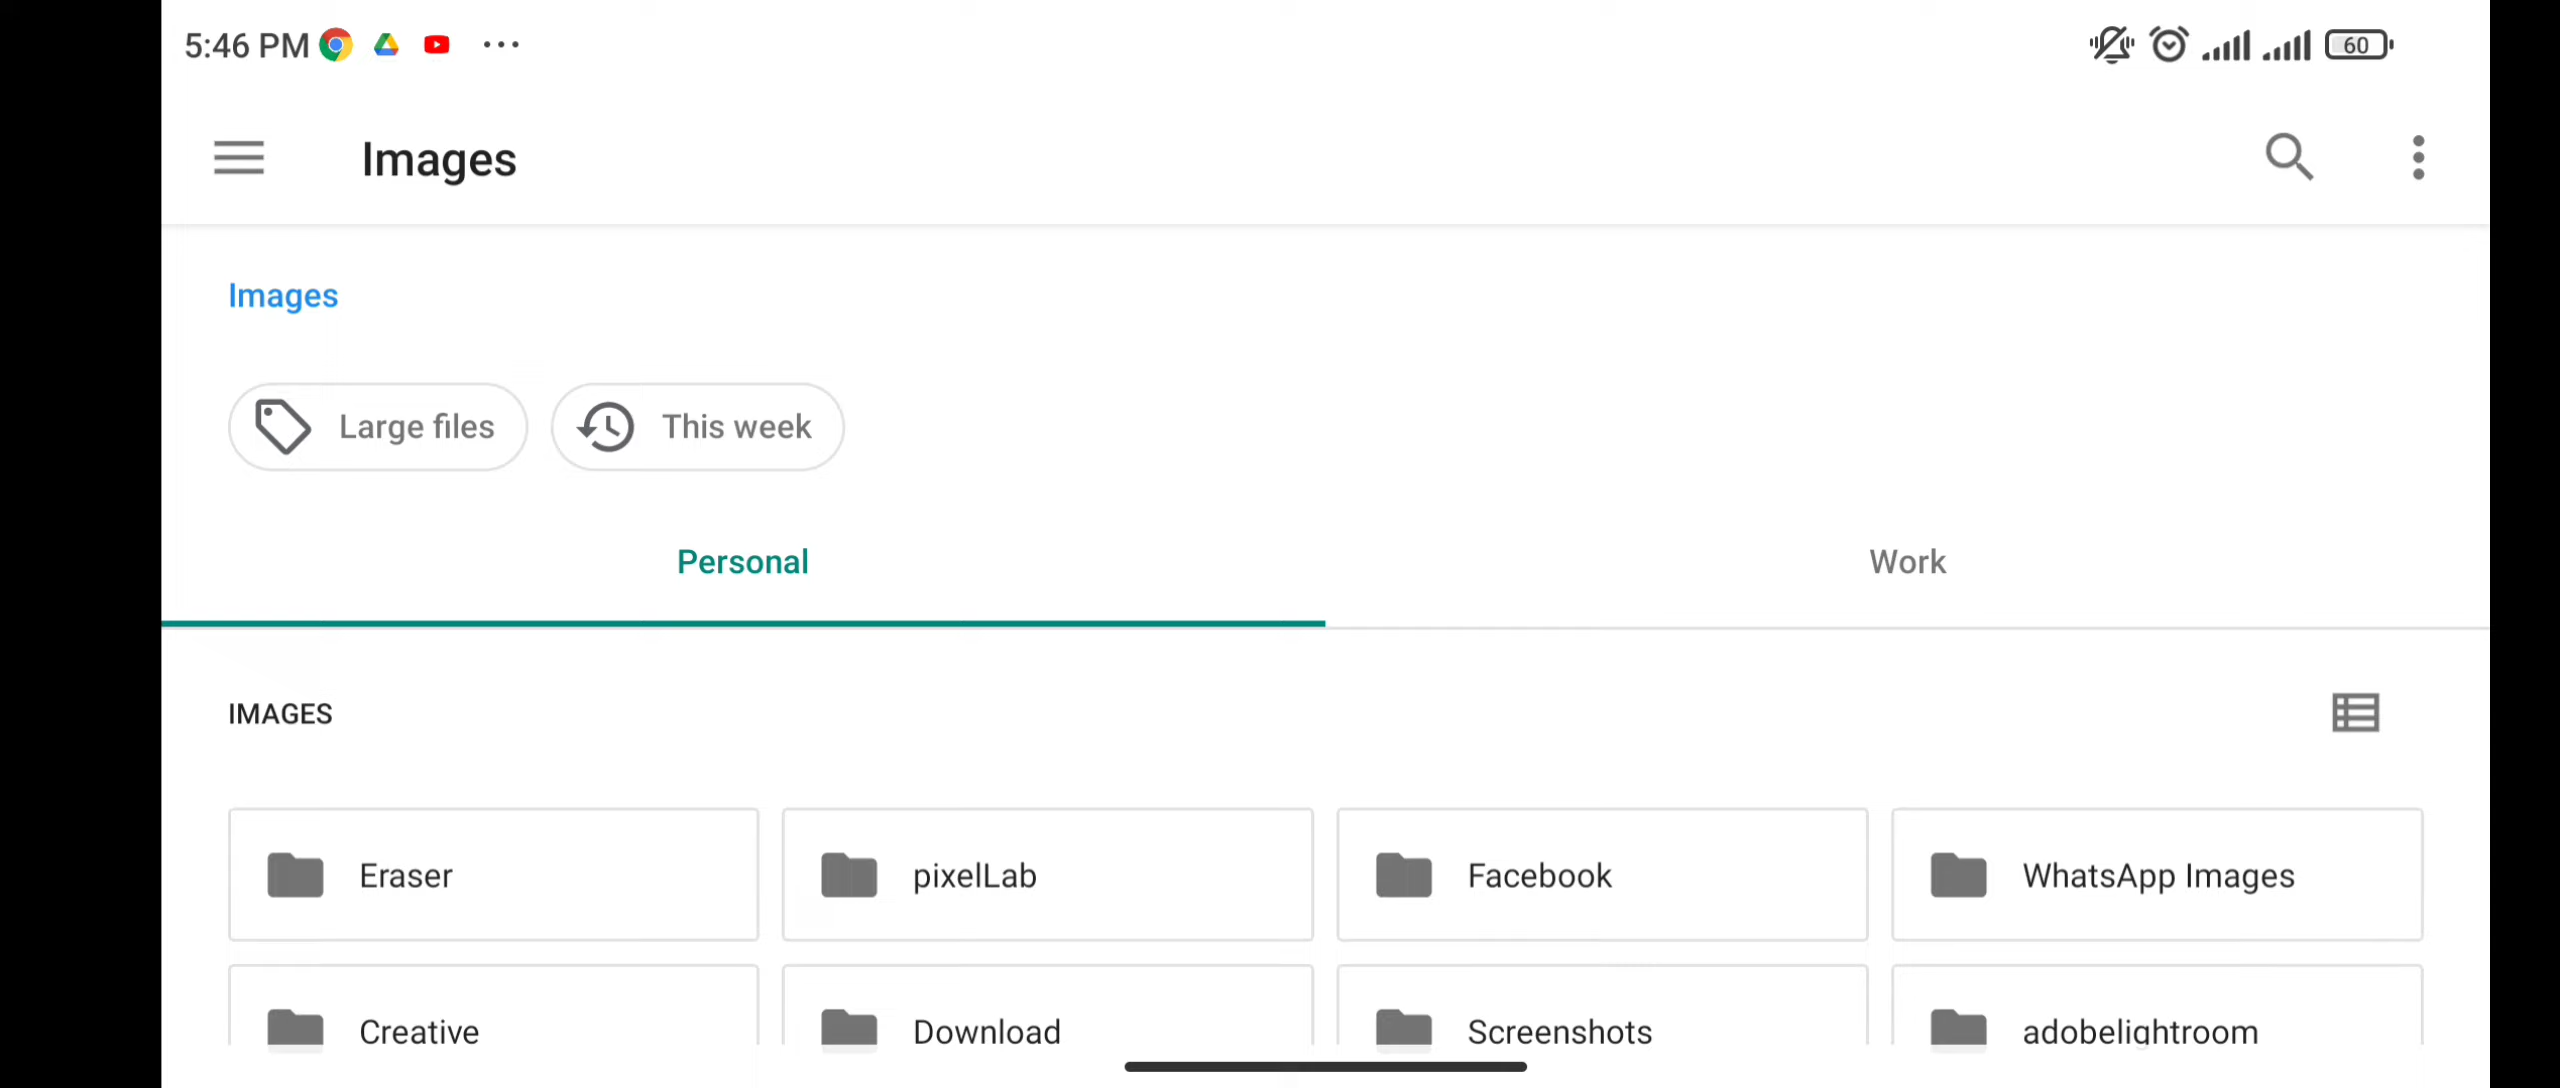 5:46 PM 60
Images
Images
Large files This week
Personal Work
IMAGES
Eraser pixelLab Facebook WhatsApp Images
Creative Download Screenshots adobelightroom